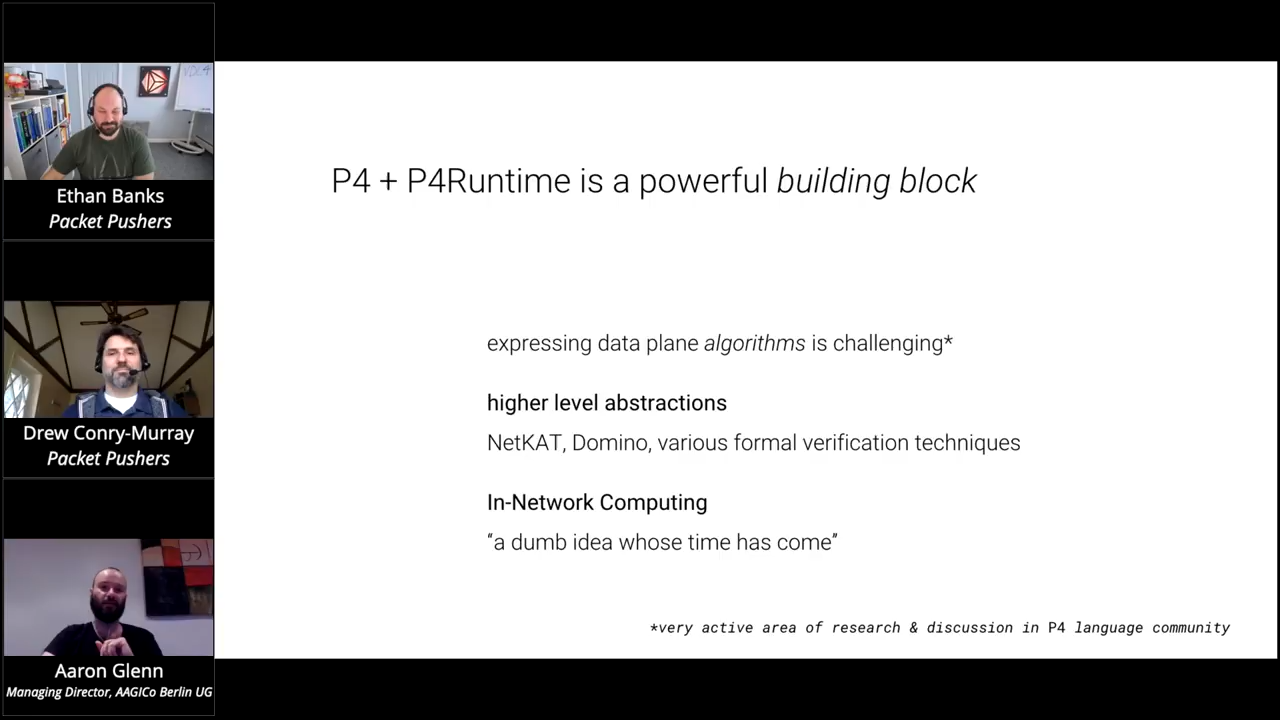 Ethan Banks
Packet Pushers
Drew Conry-Murray
Packet Pushers
Aaron Glenn
Managing Director, AAGICo Berlin UG
P4 + P4Runtime is a powerful building block
expressing data plane algorithms is challenging*
higher level abstractions
NetKAT, Domino, various formal verification techniques
In-Network Computing
“a dumb idea whose time has come”
*very active area of research & discussion in P4 language community